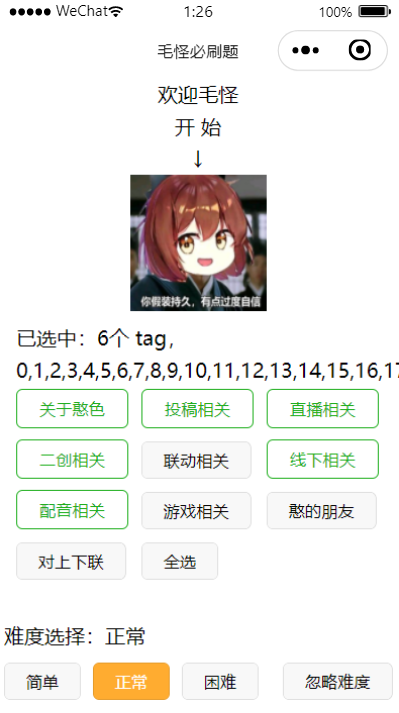 WeChat 1:26 100%
毛怪必刷题
欢迎毛怪
开 始
↓
你假装持久，有点过度自信
已选中：6个 tag，
0,1,2,3,4,5,6,7,8,9,10,11,12,13,14,15,16,17
关于憨色 投稿相关 直播相关
二创相关 联动相关 线下相关
配音相关 游戏相关 憨的朋友
对上下联 全选
难度选择：正常
简单 正常 困难 忽略难度